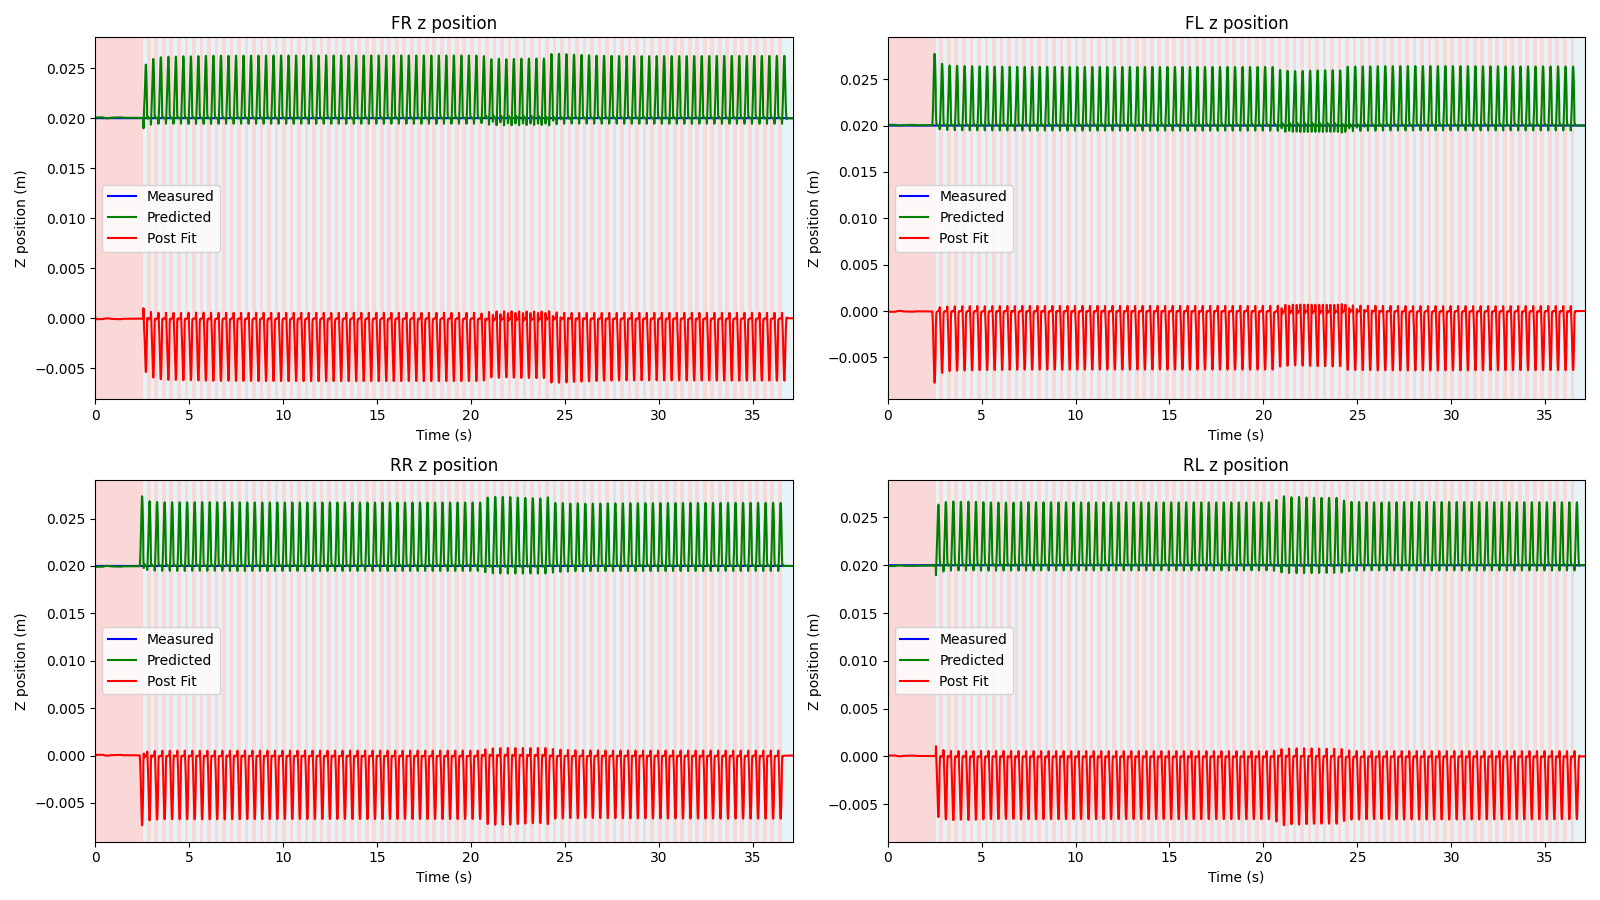 FR z position
Z position (m)
0.025
0.020
0.015
0.010
0.005
0.000
−0.005
Measured
Predicted
Post Fit
0 5 10 15 20 25 30 35
Time (s)
FL z position
Z position (m)
0.025
0.020
0.015
0.010
0.005
0.000
−0.005
Measured
Predicted
Post Fit
0 5 10 15 20 25 30 35
Time (s)
RR z position
Z position (m)
0.025
0.020
0.015
0.010
0.005
0.000
−0.005
Measured
Predicted
Post Fit
0 5 10 15 20 25 30 35
Time (s)
RL z position
Z position (m)
0.025
0.020
0.015
0.010
0.005
0.000
−0.005
Measured
Predicted
Post Fit
0 5 10 15 20 25 30 35
Time (s)